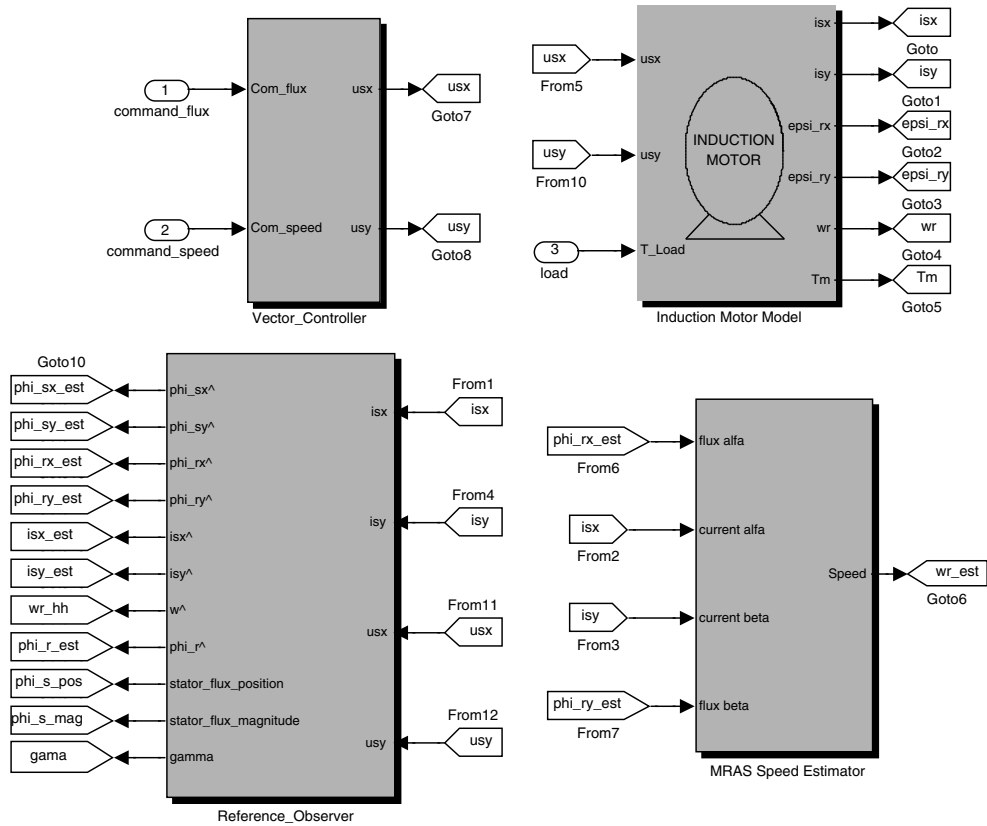 1
command_flux
Com_flux
usx
usx
Goto7
2
command_speed
Com_speed
usy
usy
Goto8
Vector_Controller
usx
From5
usx
usy
From10
usy
3
load
T_Load
INDUCTION
MOTOR
isx
isx
Goto
isy
isy
Goto1
epsi_rx
epsi_rx
Goto2
epsi_ry
epsi_ry
Goto3
wr
wr
Goto4
Tm
Tm
Goto5
Induction Motor Model
Goto10
phi_sx_est
phi_sx^
phi_sy_est
phi_sy^
phi_rx_est
phi_rx^
phi_ry_est
phi_ry^
isx_est
isx^
isy_est
isy^
wr_hh
w^
phi_r_est
phi_r^
phi_s_pos
stator_flux_position
phi_s_mag
stator_flux_magnitude
gama
gamma
isx
From1
isx
isy
From4
isy
usx
From11
usx
usy
From12
usy
Reference_Observer
phi_rx_est
From6
flux alfa
isx
From2
current alfa
isy
From3
current beta
phi_ry_est
From7
flux beta
Speed
wr_est
Goto6
MRAS Speed Estimator